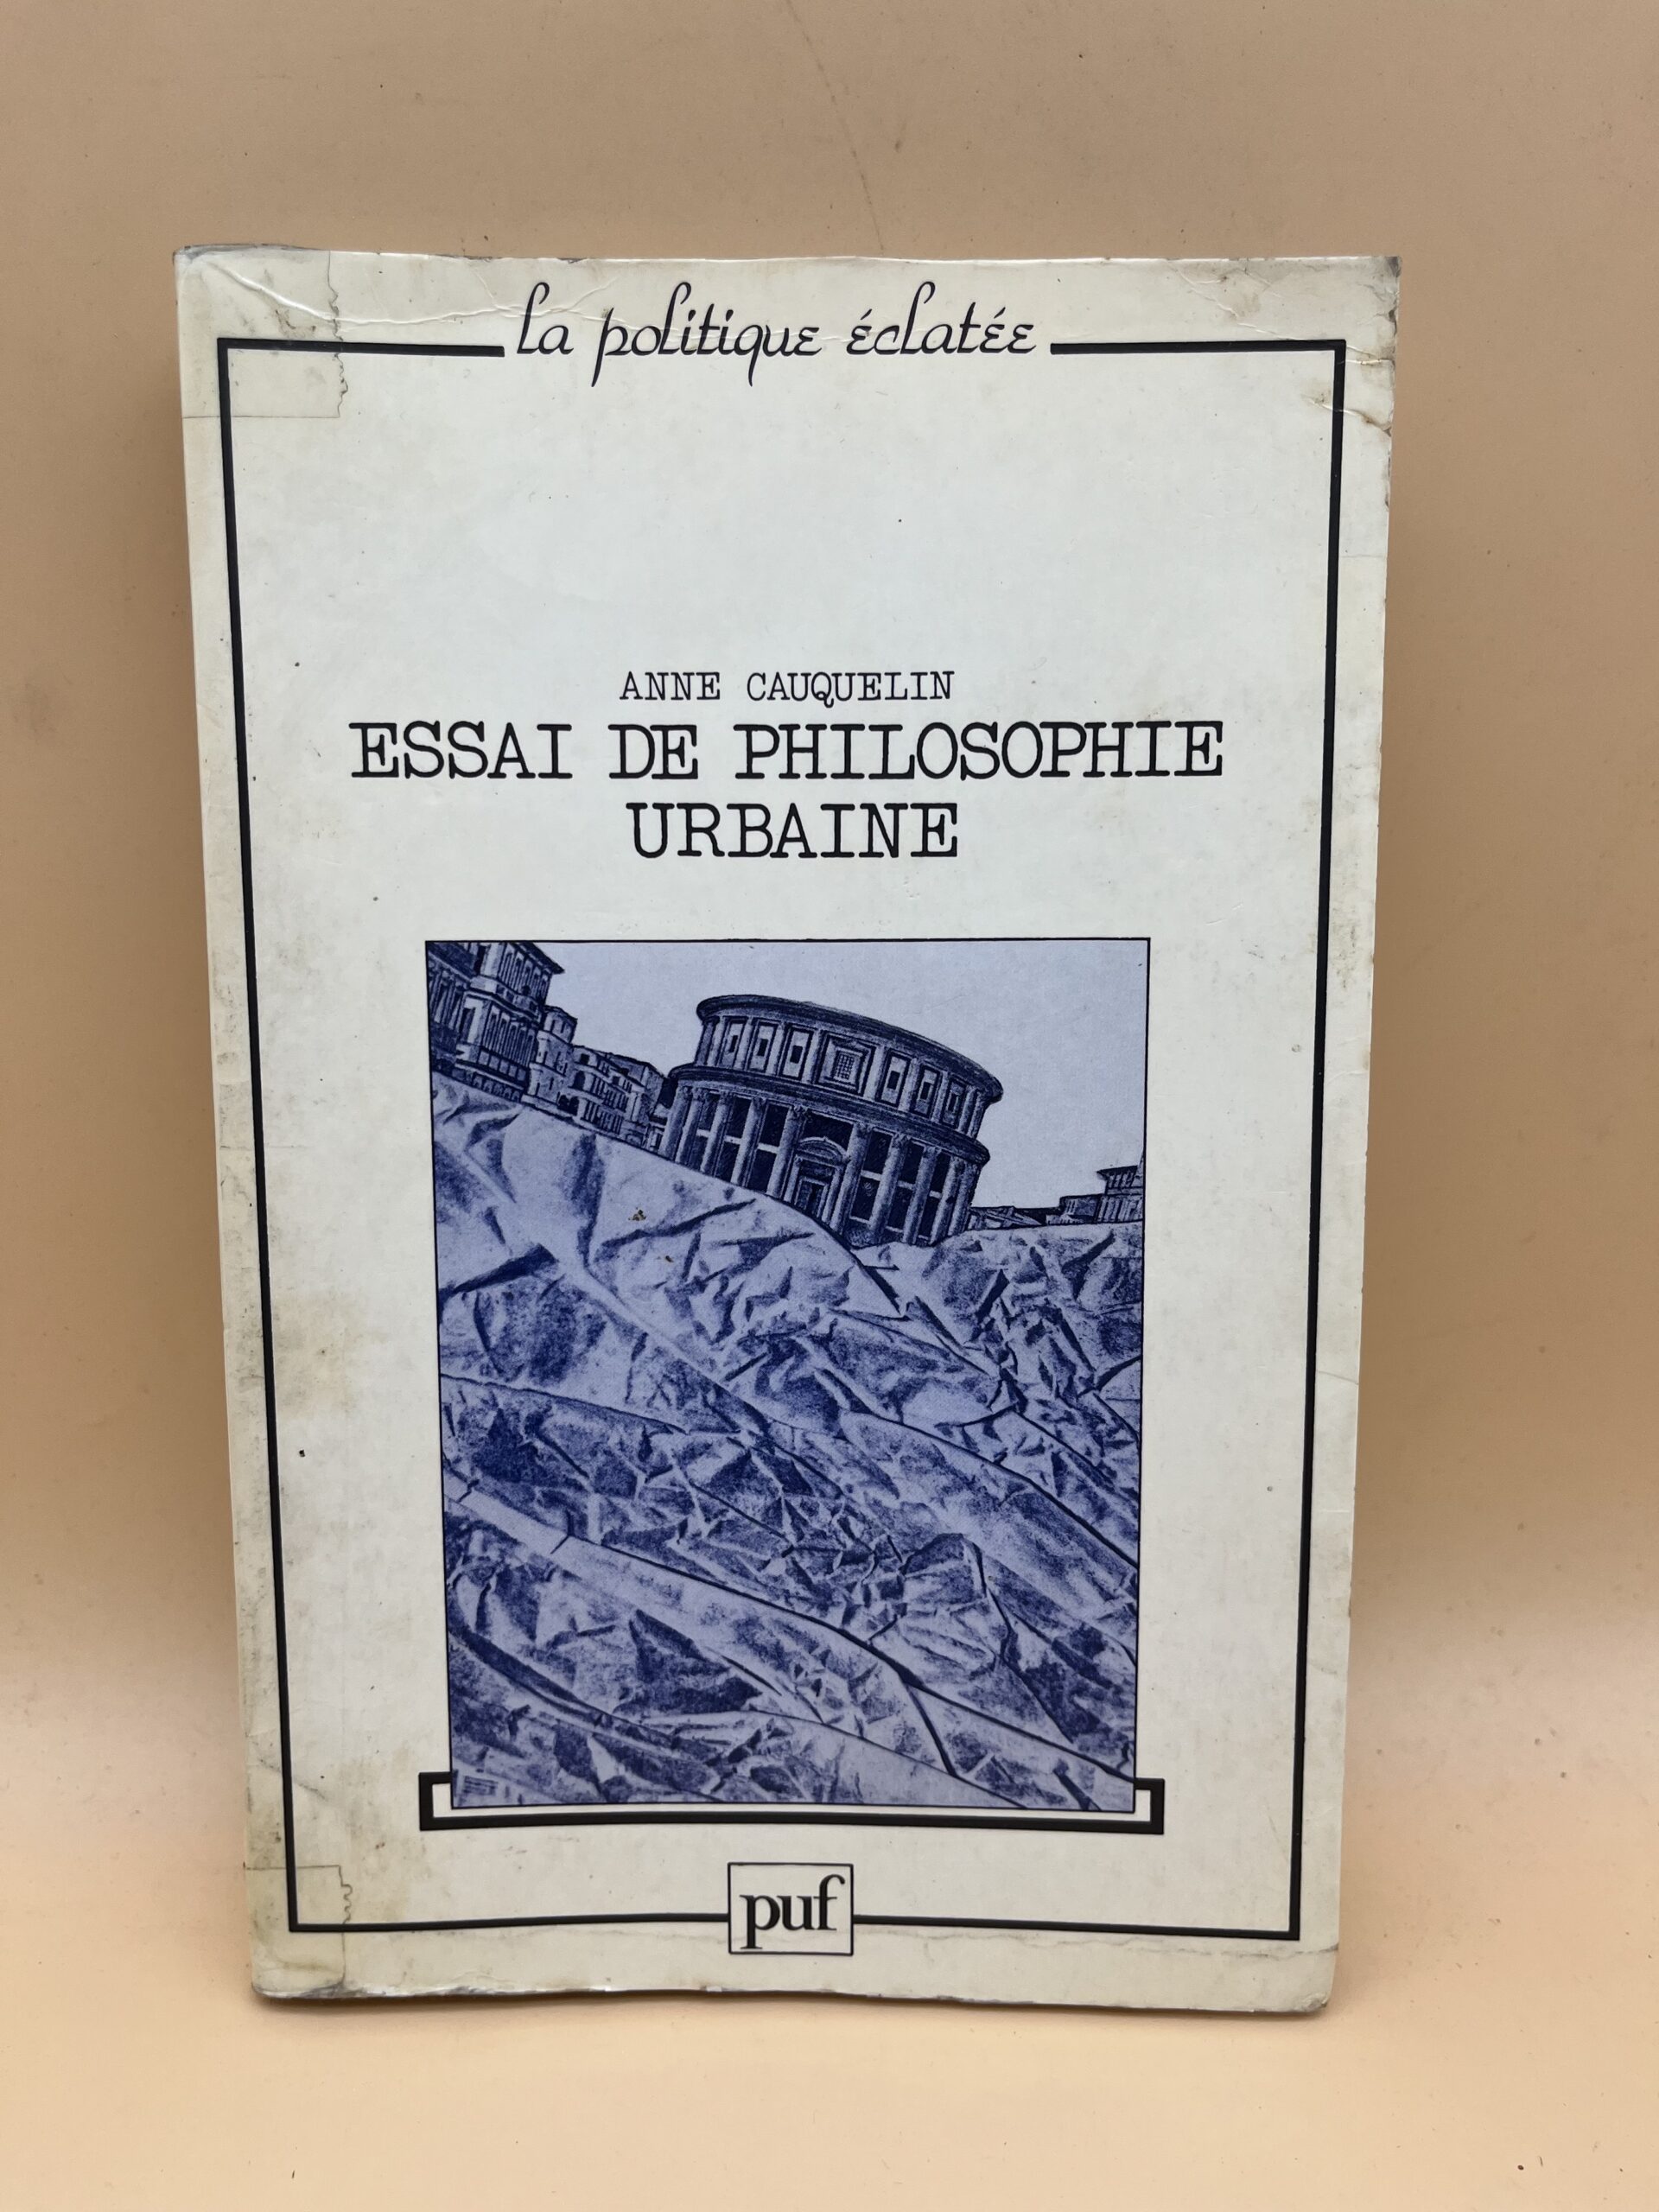 la politique éclatée
ANNE CAUQUELIN
ESSAI DE PHILOSOPHIE
URBAINE
puf